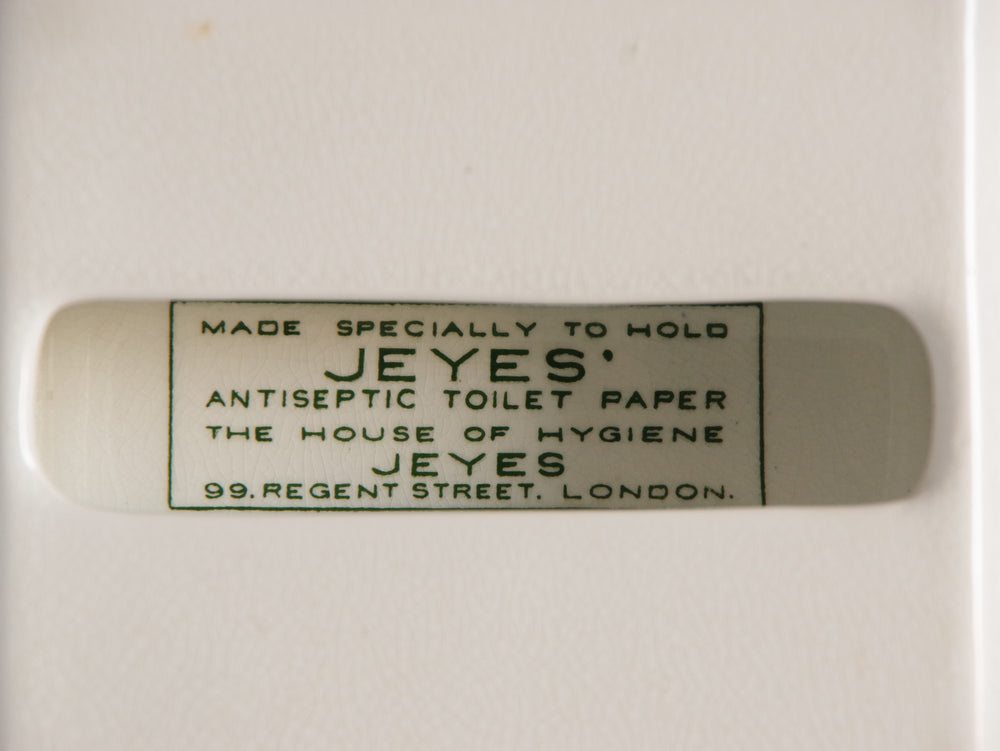 MADE SPECIALLY TO HOLD
JEYES'
ANTISEPTIC TOILET PAPER
THE HOUSE OF HYGIENE
JEYES
99. REGENT STREET. LONDON.